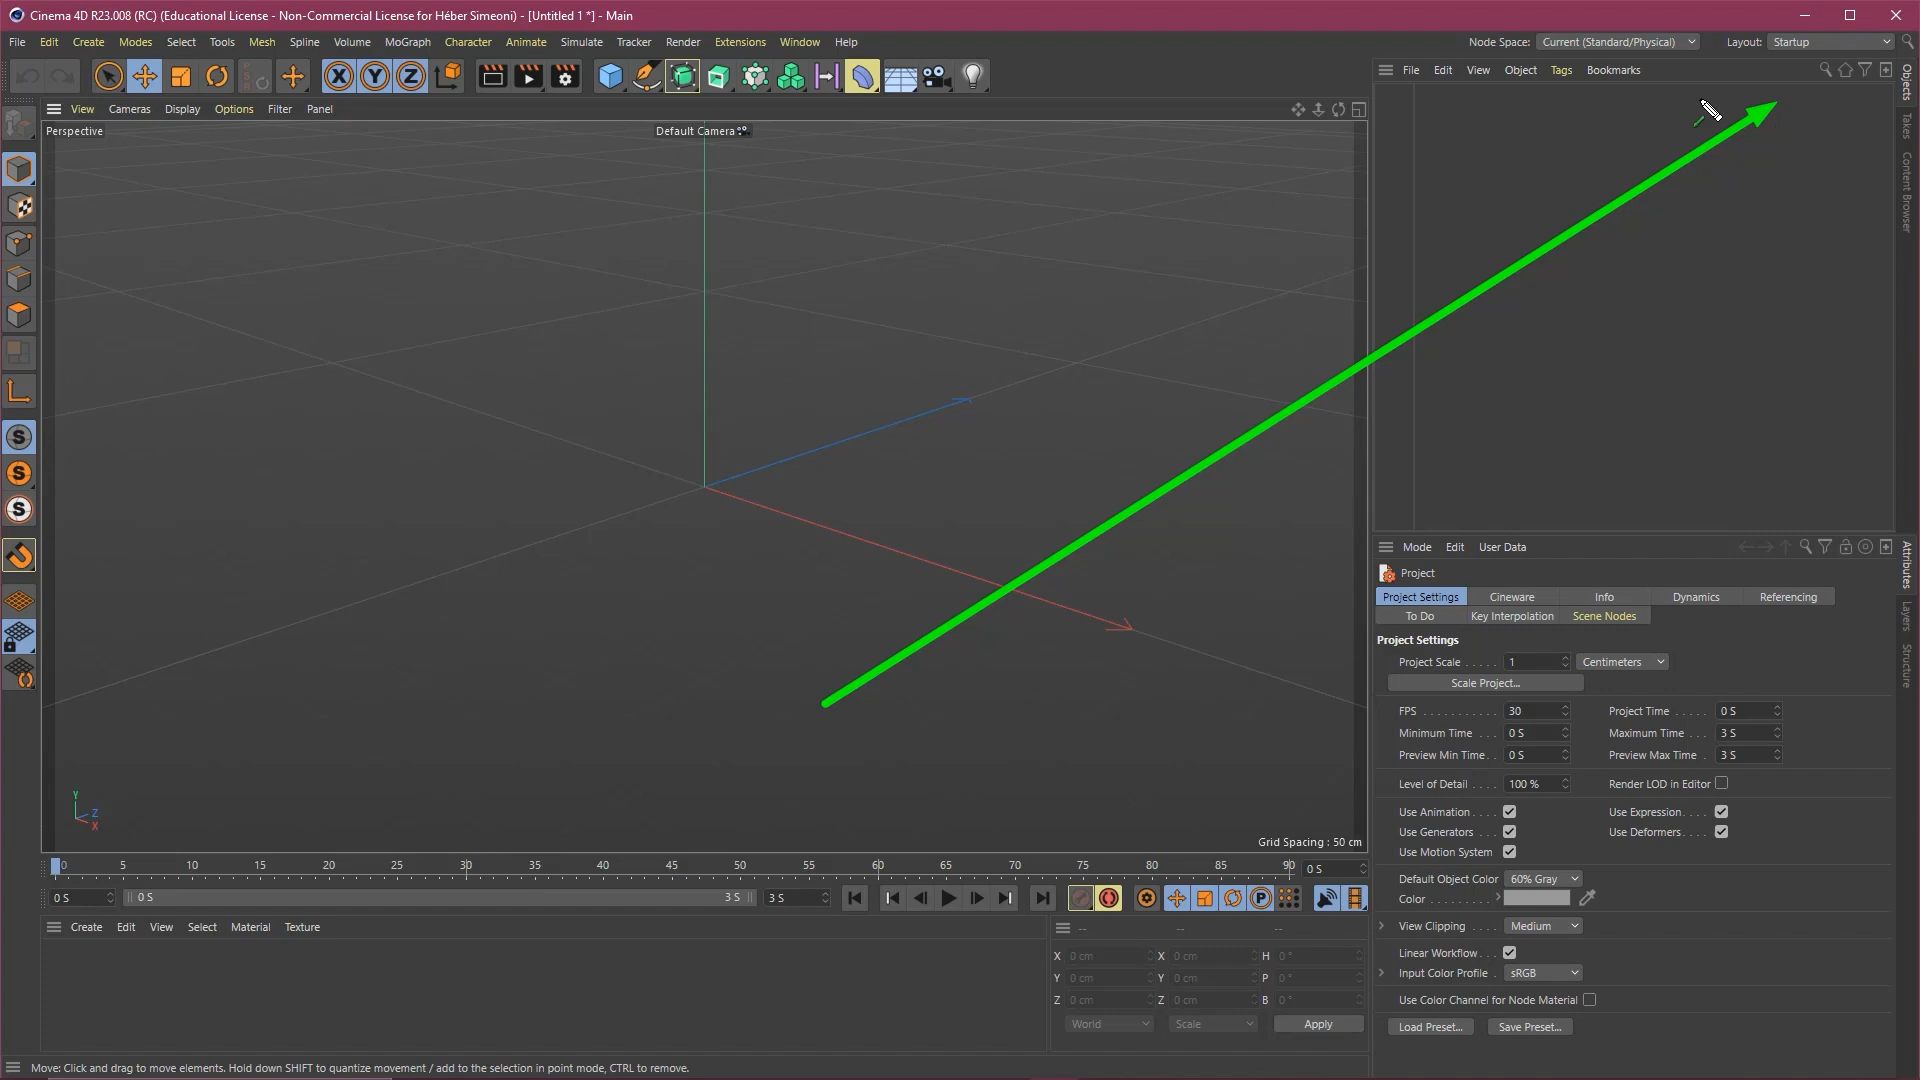 Cinema 4D R23.008 (RC) (Educational License - Non-Commercial License for Héber Simeoni) - [Untitled 1 *] - Main
File Edit Create Modes Select Tools Mesh Spline Volume MoGraph Character Animate Simulate Tracker Render Extensions Window Help Node Space: Current (Standard/Physical) Layout: Startup
X Y Z
File Edit View Object Tags Bookmarks
Objects
Takes
Content Browser
View Cameras Display Options Filter Panel
Perspective Default Camera
S
S
S
Y
Z
X
Grid Spacing : 50 cm
0 5 10 15 20 25 30 35 40 45 50 55 60 65 70 75 80 85 90 0 S
0 S 0 S 3 S 3 S P
Create Edit View Select Material Texture
-- -- --
X 0 cm X 0 cm H 0 °
Y 0 cm Y 0 cm P 0 °
Z 0 cm Z 0 cm B 0 °
World Scale Apply
Mode Edit User Data
Attributes
Layers
Structure
Project
Project Settings Cineware Info Dynamics Referencing
To Do Key Interpolation Scene Nodes
Project Settings
Project Scale . . . . . 1 Centimeters
Scale Project...
FPS . . . . . . . . . . . 30 Project Time . . . . . 0 S
Minimum Time . . . 0 S Maximum Time . . . 3 S
Preview Min Time. . 0 S Preview Max Time . 3 S
Level of Detail . . . . 100 % Render LOD in Editor
Use Animation. . . . Use Expression. . . .
Use Generators . . . Use Deformers. . . .
Use Motion System
Default Object Color 60% Gray
Color . . . . . . . . .
View Clipping . . . . Medium
Linear Workflow. . .
Input Color Profile . sRGB
Use Color Channel for Node Material
Load Preset... Save Preset...
Move: Click and drag to move elements. Hold down SHIFT to quantize movement / add to the selection in point mode, CTRL to remove.